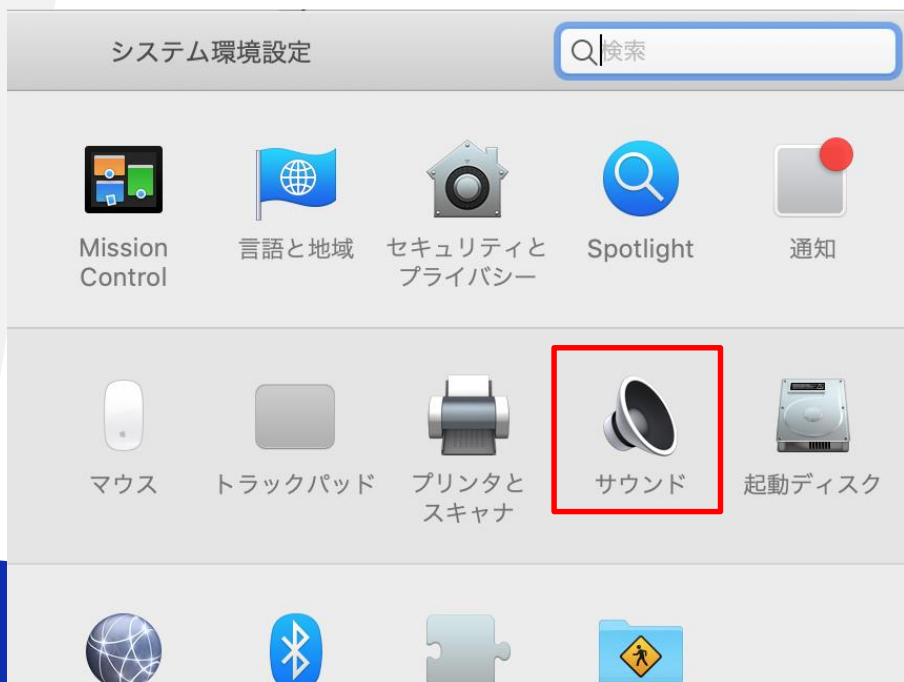 システム環境設定
検索
Mission
Control
言語と地域
セキュリティと
プライバシー
Spotlight
通知
マウス
トラックパッド
プリンタと
スキャナ
サウンド
起動ディスク